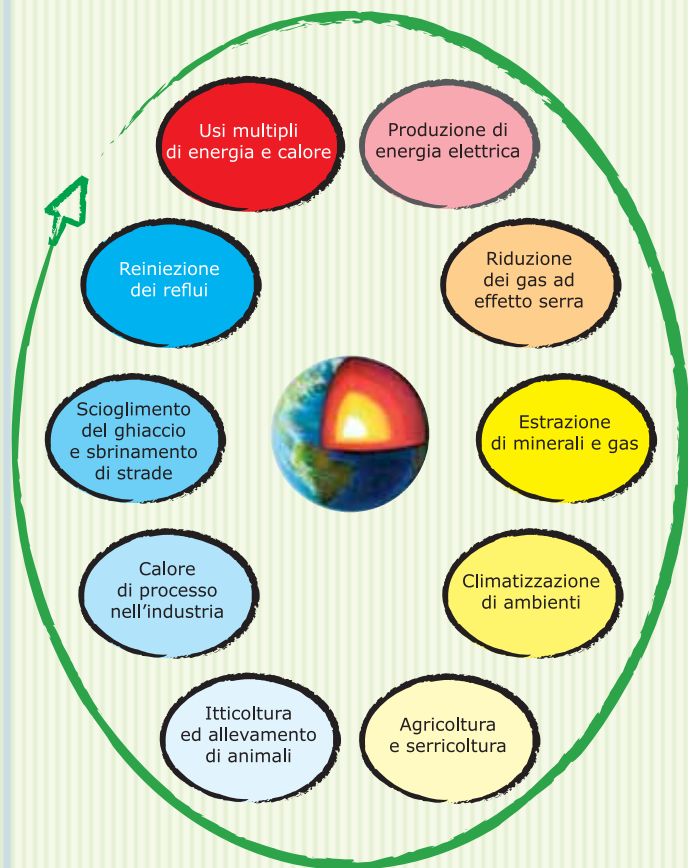 Usi multipli
di energia e calore
Produzione di
energia elettrica
Riduzione
dei gas ad
effetto serra
Estrazione
di minerali e gas
Climatizzazione
di ambienti
Agricoltura
e serricoltura
Itticoltura
ed allevamento
di animali
Calore
di processo
nell'industria
Scioglimento
del ghiaccio
e sbrinamento
di strade
Reiniezione
dei reflui